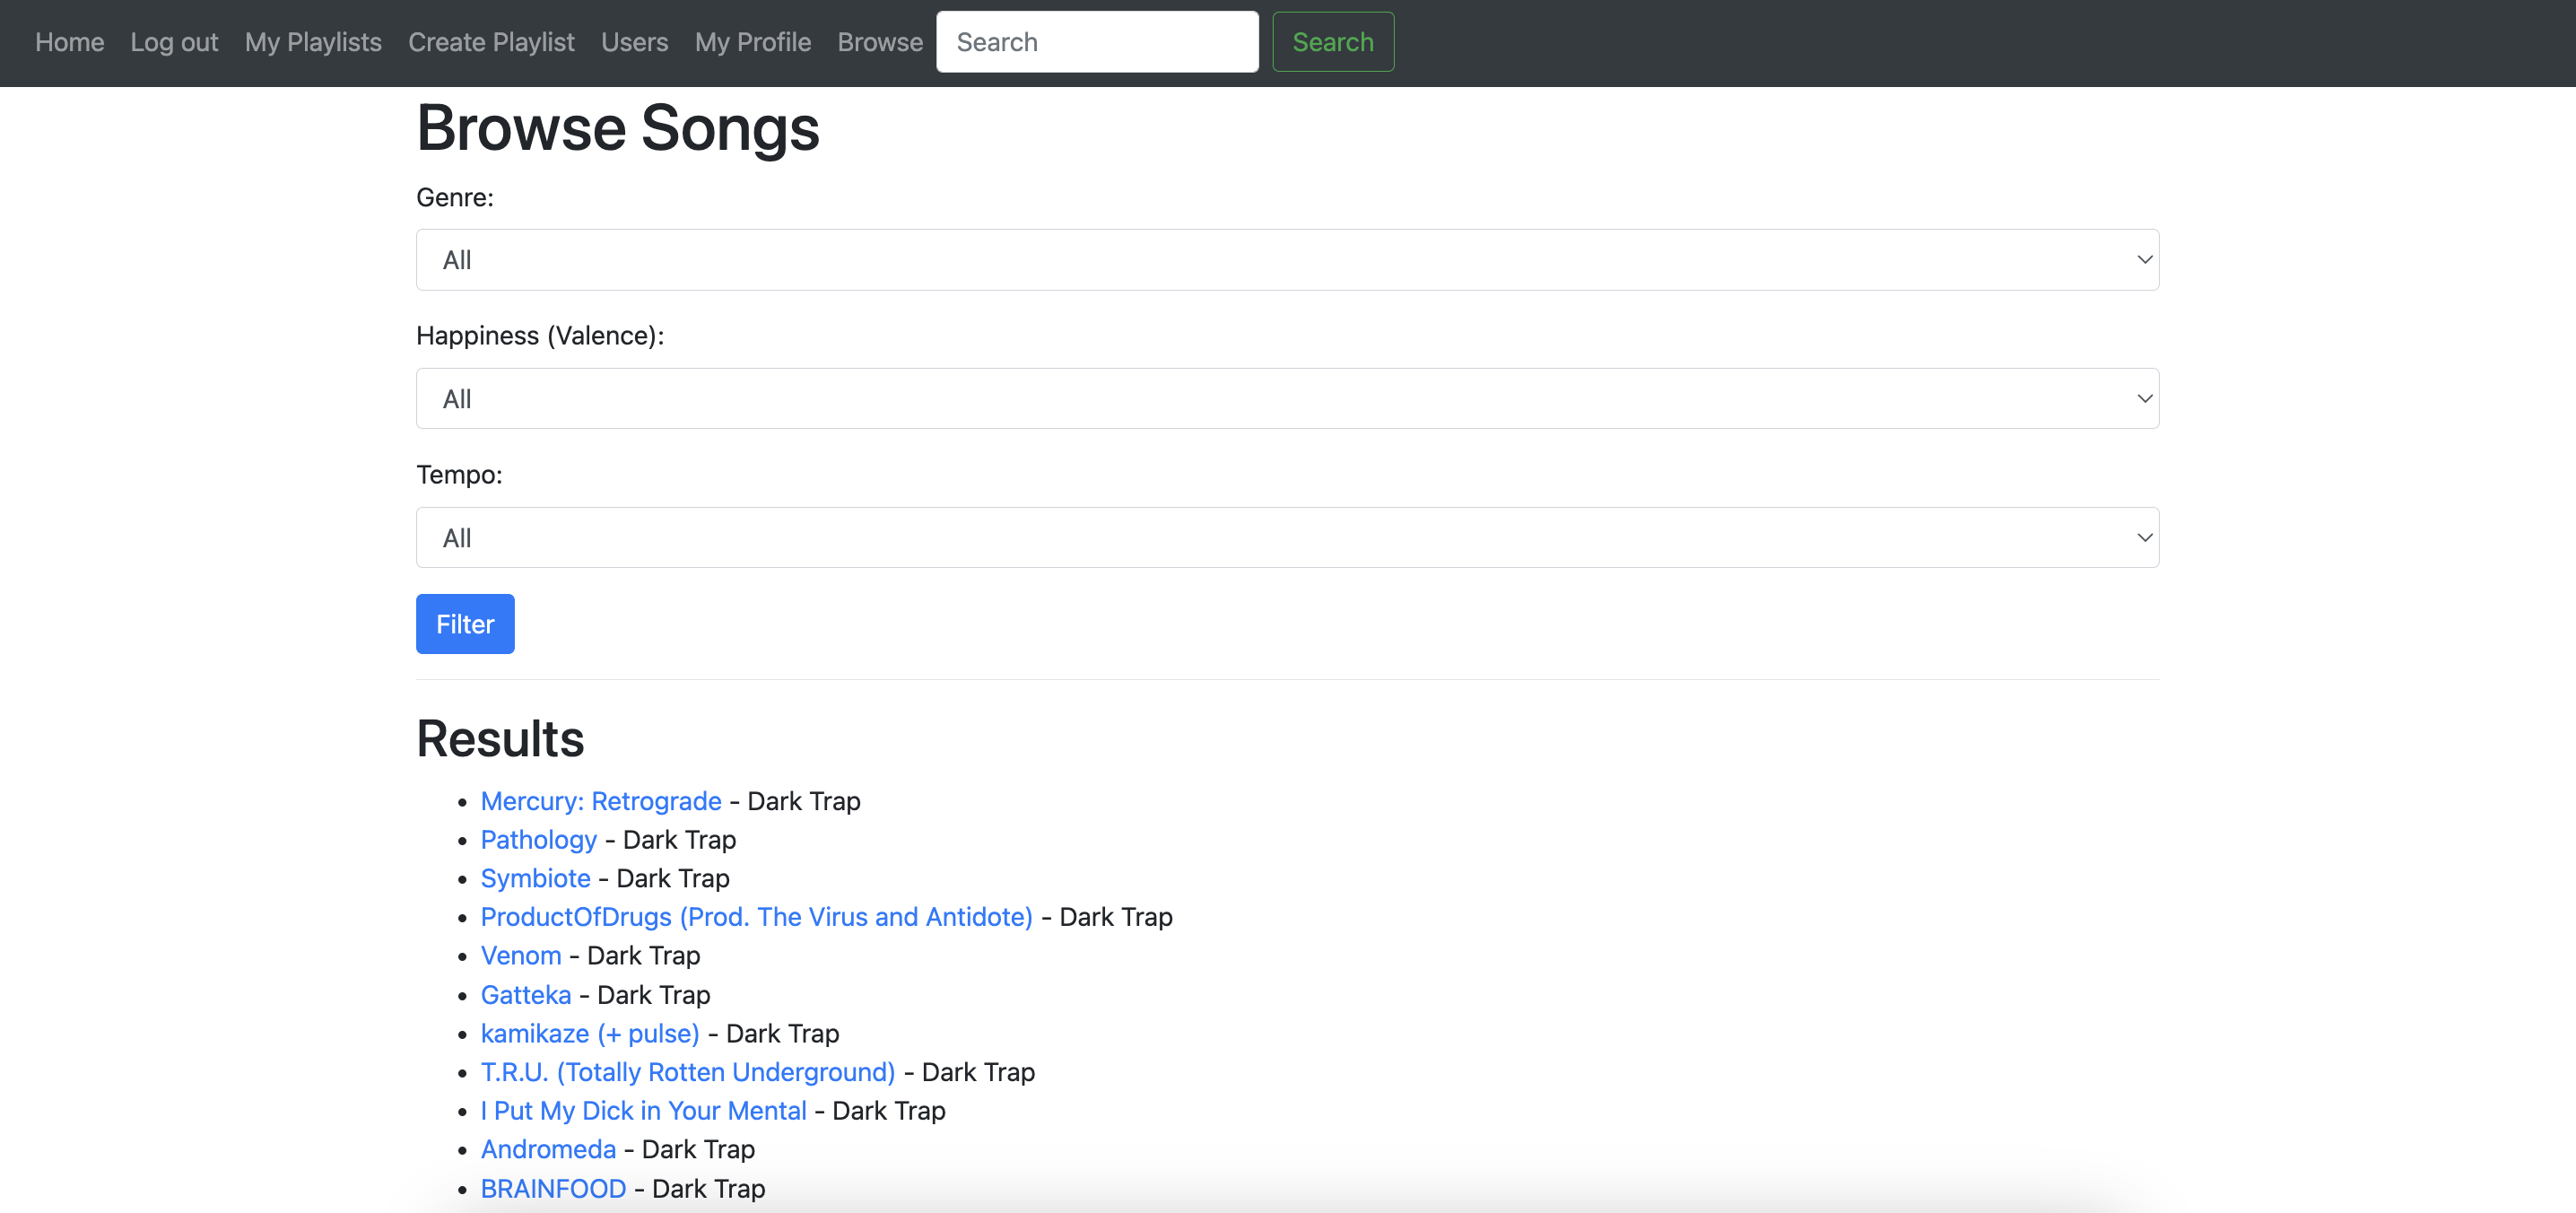 Home Log out My Playlists Create Playlist Users My Profile Browse Search Search
Browse Songs
Genre:
All
Happiness (Valence):
All
Tempo:
All
Filter
Results
Mercury: Retrograde - Dark Trap
Pathology - Dark Trap
Symbiote - Dark Trap
ProductOfDrugs (Prod. The Virus and Antidote) - Dark Trap
Venom - Dark Trap
Gatteka - Dark Trap
kamikaze (+ pulse) - Dark Trap
T.R.U. (Totally Rotten Underground) - Dark Trap
I Put My Dick in Your Mental - Dark Trap
Andromeda - Dark Trap
BRAINFOOD - Dark Trap